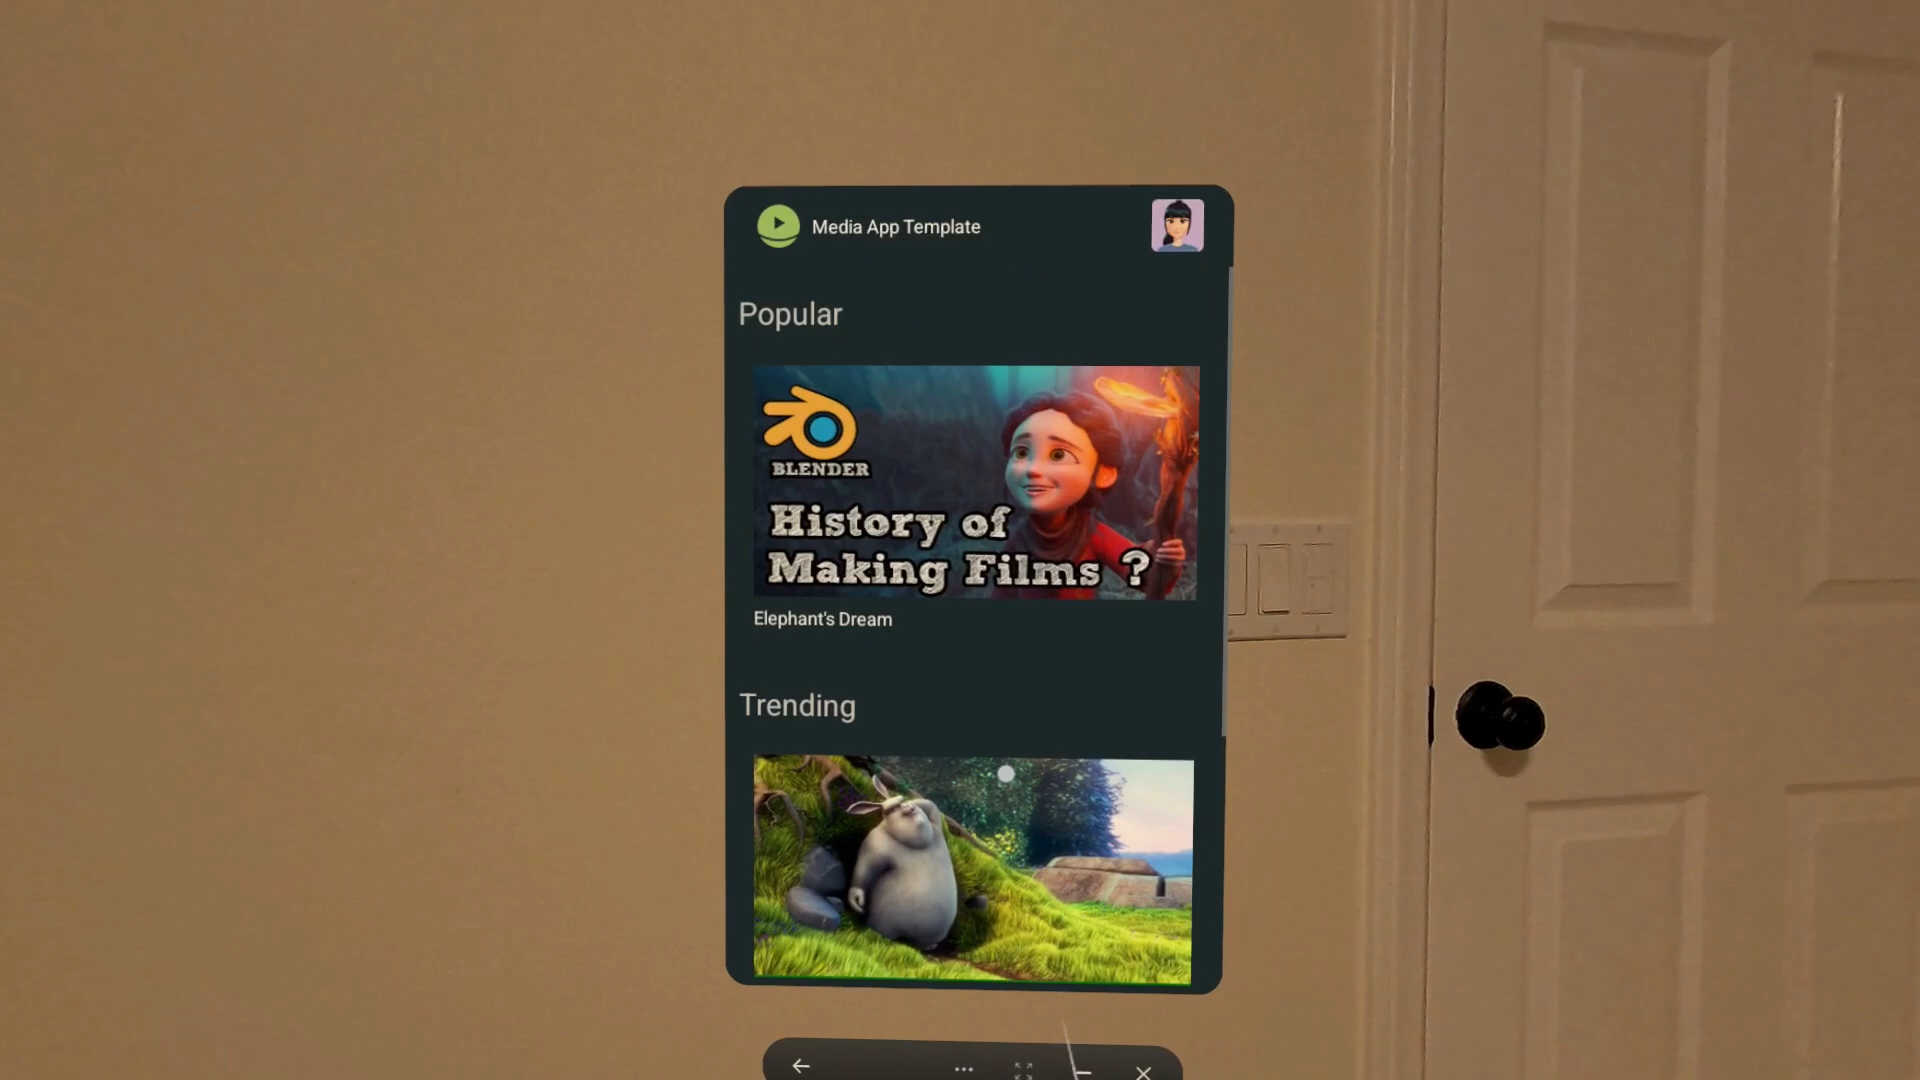 Media App Template
Popular
BLENDER
History of
Making Films ?
Elephant's Dream
Trending